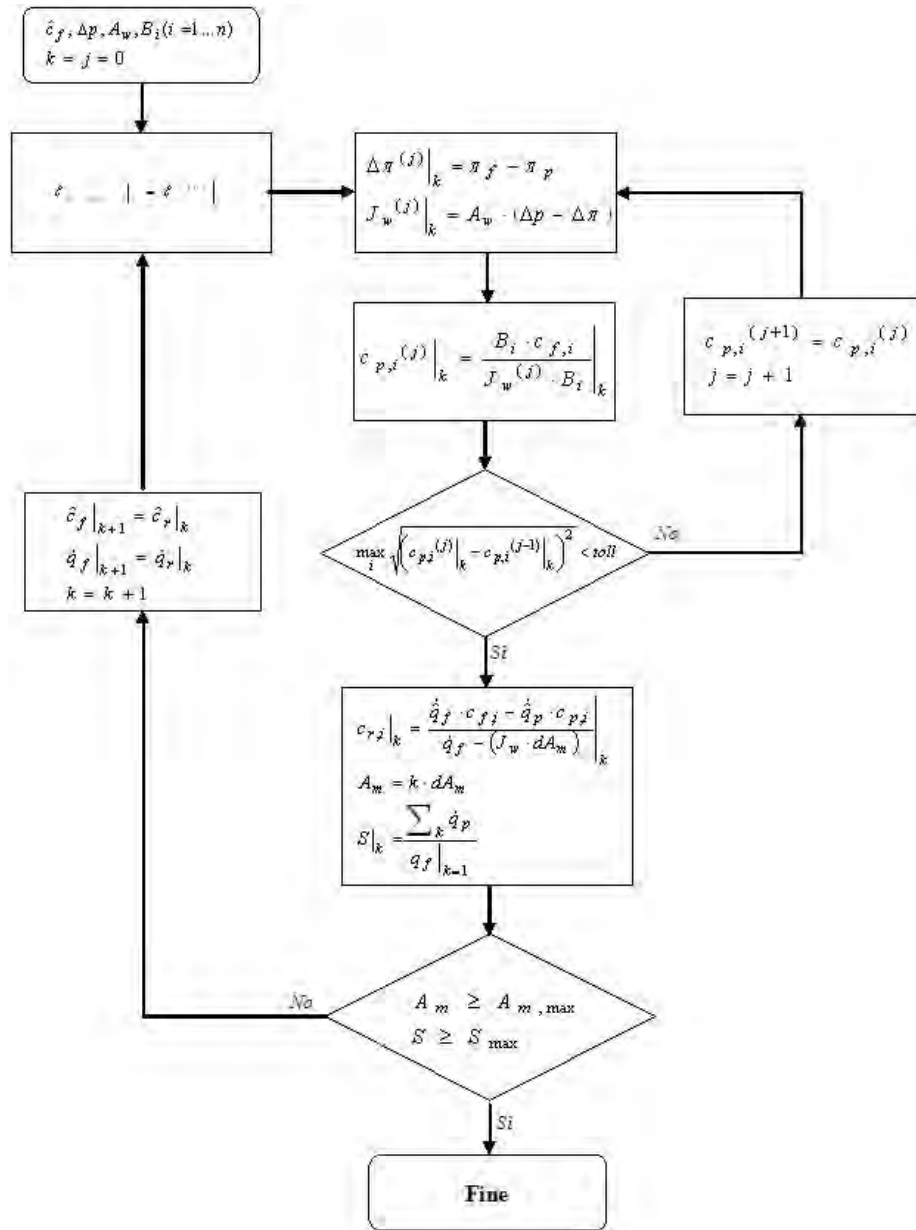 ĉ_f, Δp, A_w, B_i (i = 1...n)
k = j = 0
Δπ^(j)|_k = π_f − π_p
J_w^(j)|_k = A_w · (Δp − Δπ)
c_p,i^(j)|_k = B_i · c_f,i / J_w^(j) · B_i |_k
c_p,i^(j+1) = c_p,i^(j)
j = j + 1
ĉ_f|_k+1 = ĉ_r|_k
q̇_f|_k+1 = q̇_r|_k
k = k + 1
max_i √(c_p,i^(j)|_k − c_p,i^(j−1)|_k)^2 < toll
No
Si
c_r,i|_k = q̇_f · c_f,i − q̇_p · c_p,i / q̇_f − (J_w · dA_m) |_k
A_m = k · dA_m
S|_k = ∑_k q̇_p / q_f|_k=1
No
A_m ≥ A_m,max
S ≥ S_max
Si
Fine